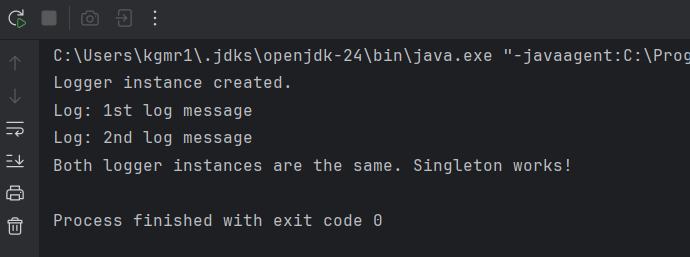 C:\Users\kgmr1\.jdks\openjdk-24\bin\java.exe "-javaagent:C:\Prog
Logger instance created.
Log: 1st log message
Log: 2nd log message
Both logger instances are the same. Singleton works!
Process finished with exit code 0